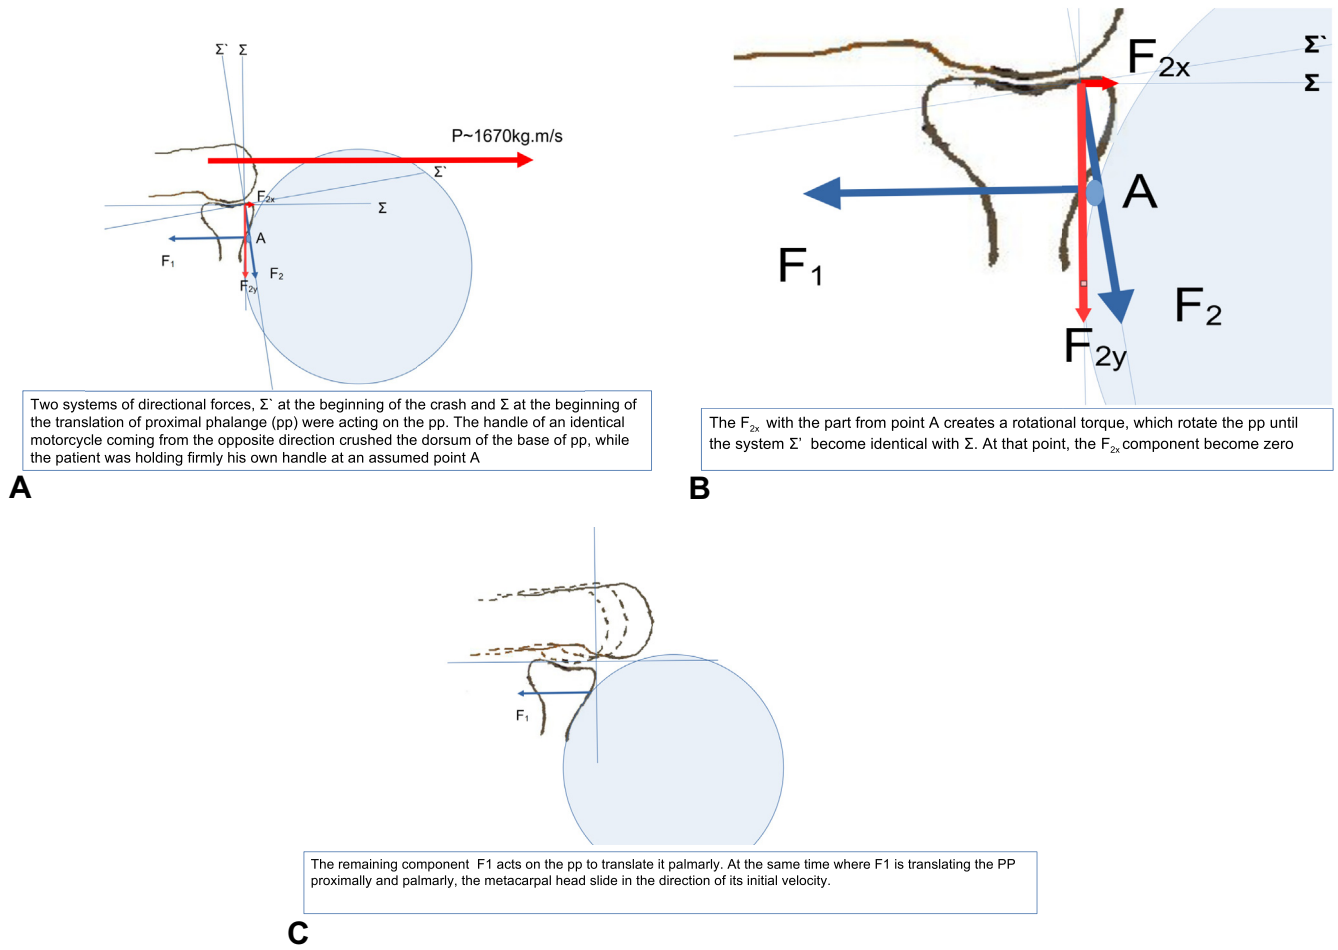 Σ` Σ
P~1670kg.m/s
Σ`
F2x
Σ
A
F1
F2
F2y
Two systems of directional forces, Σ` at the beginning of the crash and Σ at the beginning of
the translation of proximal phalange (pp) were acting on the pp. The handle of an identical
motorcycle coming from the opposite direction crushed the dorsum of the base of pp, while
the patient was holding firmly his own handle at an assumed point A
A
F2x
Σ`
Σ
A
F1
F2
F2y
The F2x with the part from point A creates a rotational torque, which rotate the pp until
the system Σ’ become identical with Σ. At that point, the F2x component become zero
B
F1
The remaining component F1 acts on the pp to translate it palmarly. At the same time where F1 is translating the PP
proximally and palmarly, the metacarpal head slide in the direction of its initial velocity.
C